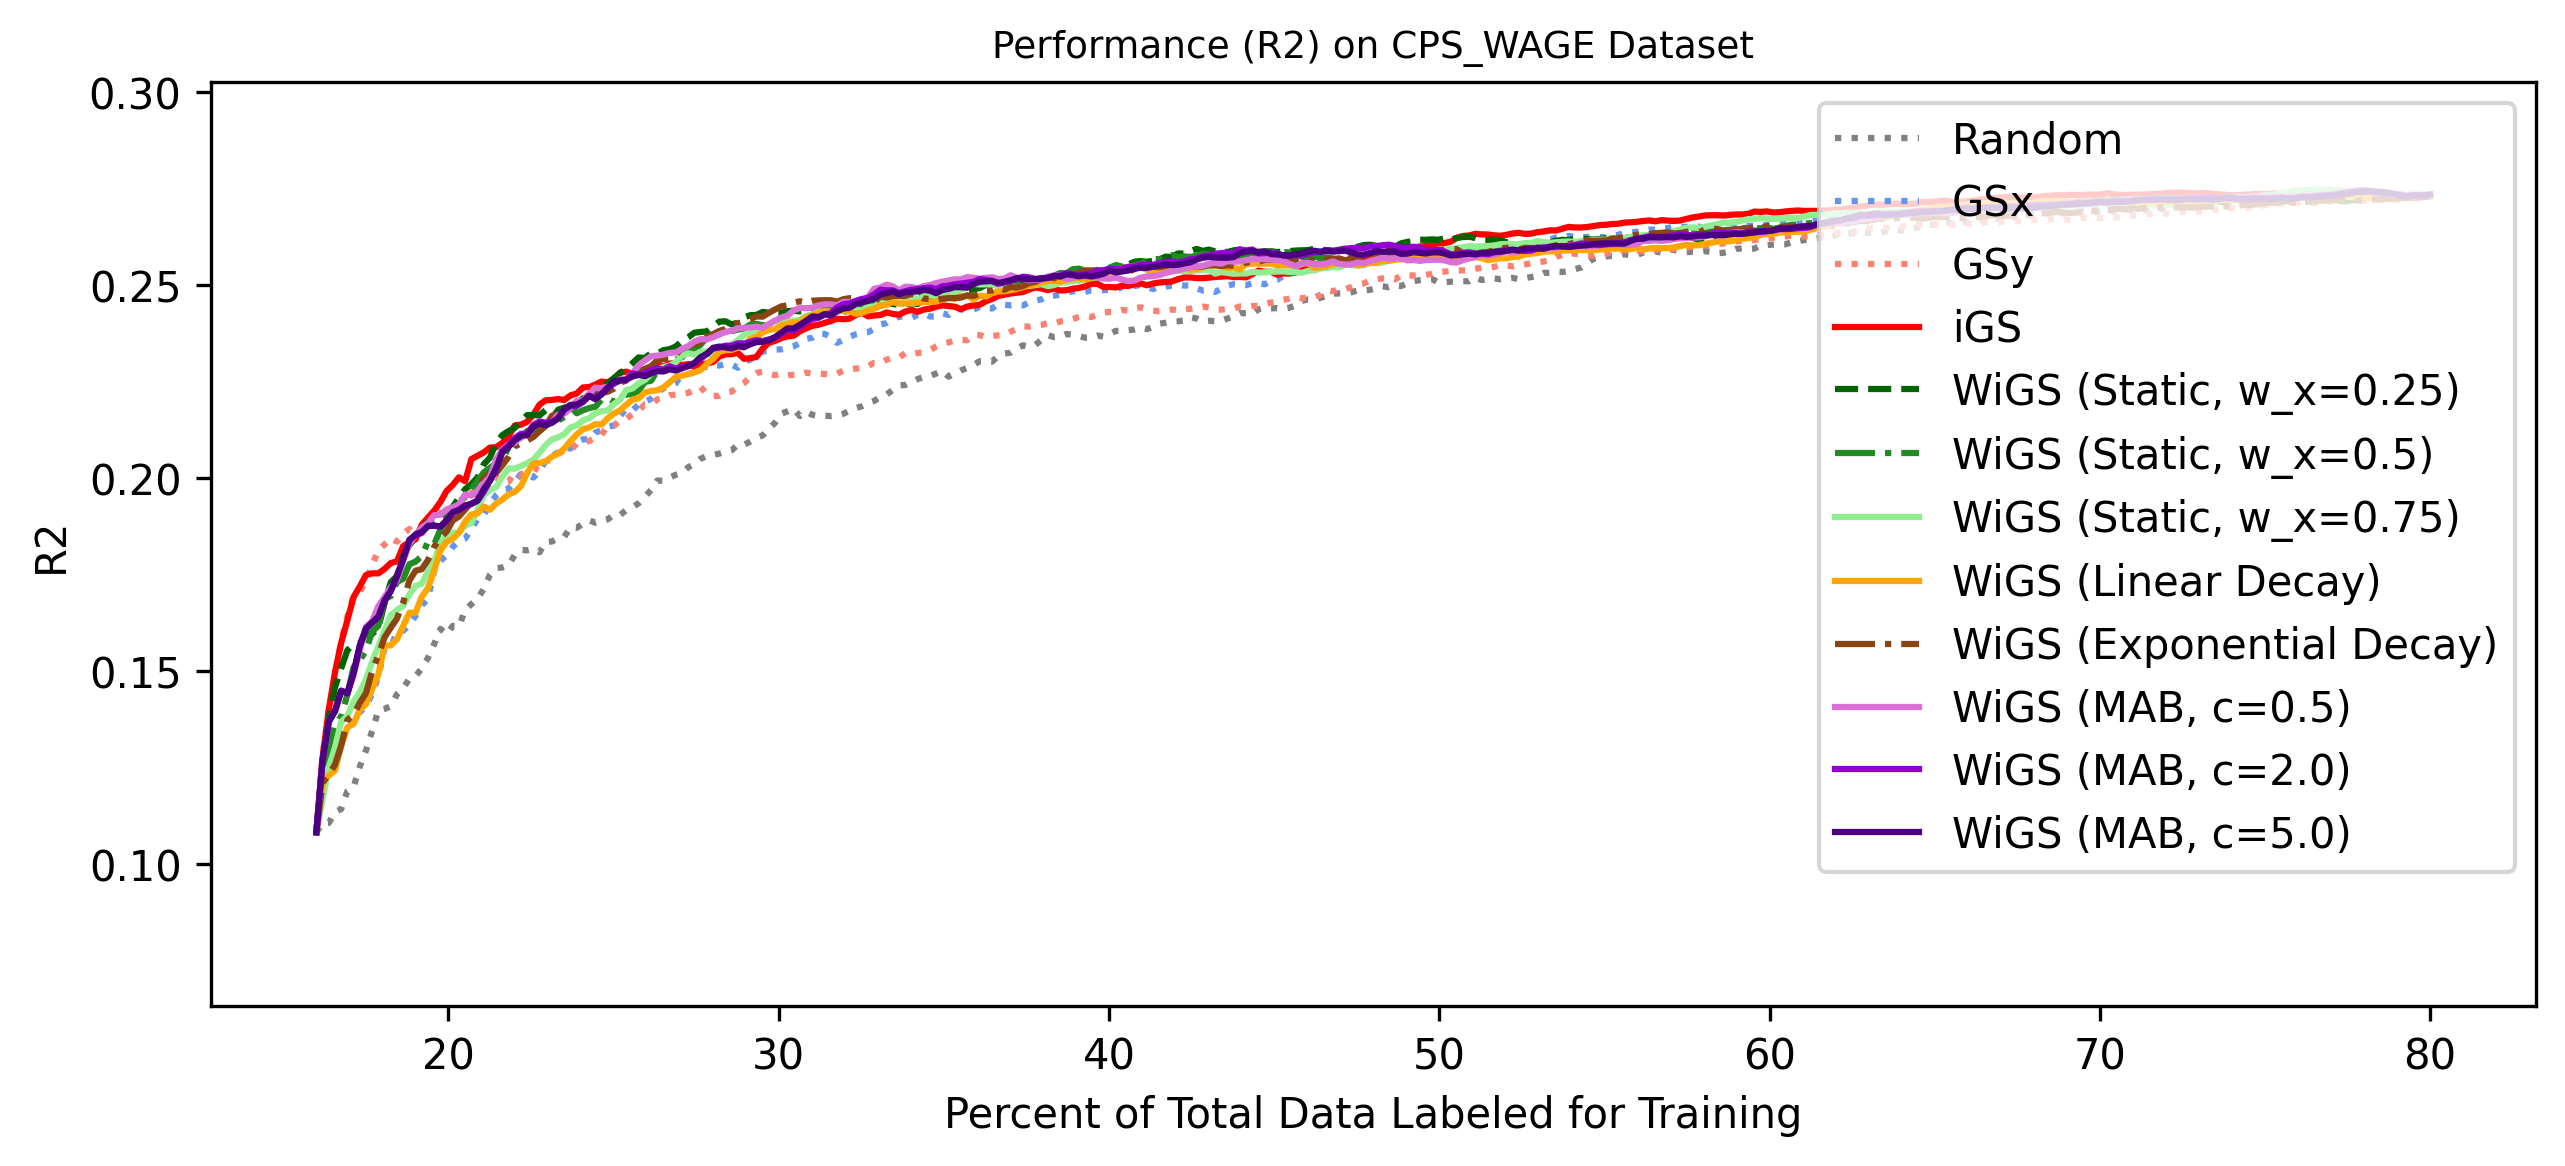 Performance (R2) on CPS_WAGE Dataset
0.30
0.25
0.20
0.15
0.10
R2
20 30 40 50 60 70 80
Percent of Total Data Labeled for Training
Random
GSx
GSy
iGS
WiGS (Static, w_x=0.25)
WiGS (Static, w_x=0.5)
WiGS (Static, w_x=0.75)
WiGS (Linear Decay)
WiGS (Exponential Decay)
WiGS (MAB, c=0.5)
WiGS (MAB, c=2.0)
WiGS (MAB, c=5.0)